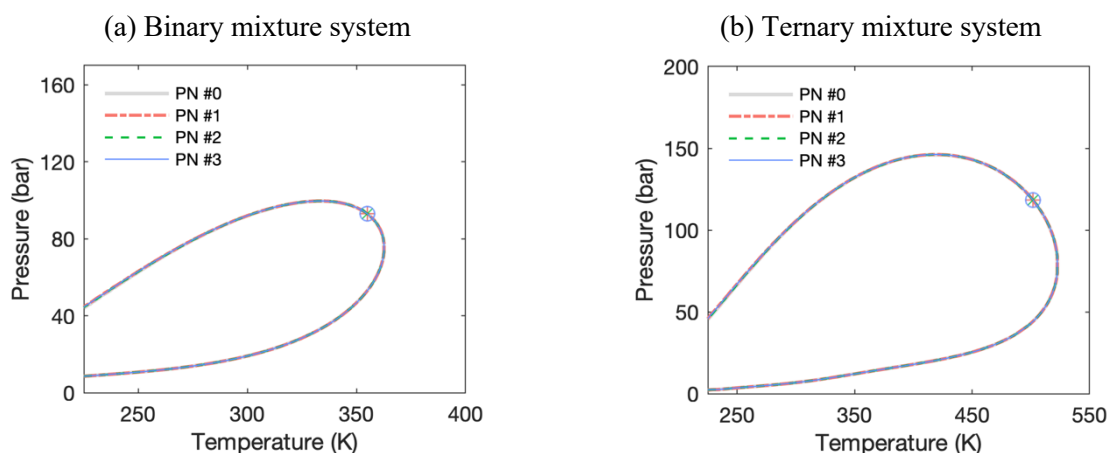 (a) Binary mixture system
160
120
80
40
0
Pressure (bar)
PN #0
PN #1
PN #2
PN #3
250
300
350
400
Temperature (K)
(b) Ternary mixture system
200
150
100
50
0
Pressure (bar)
PN #0
PN #1
PN #2
PN #3
250
350
450
550
Temperature (K)